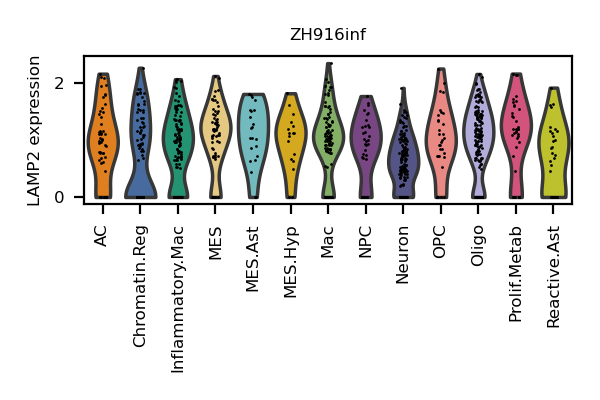 ZH916inf
LAMP2 expression
2
0
AC
Chromatin.Reg
Inflammatory.Mac
MES
MES.Ast
MES.Hyp
Mac
NPC
Neuron
OPC
Oligo
Prolif.Metab
Reactive.Ast